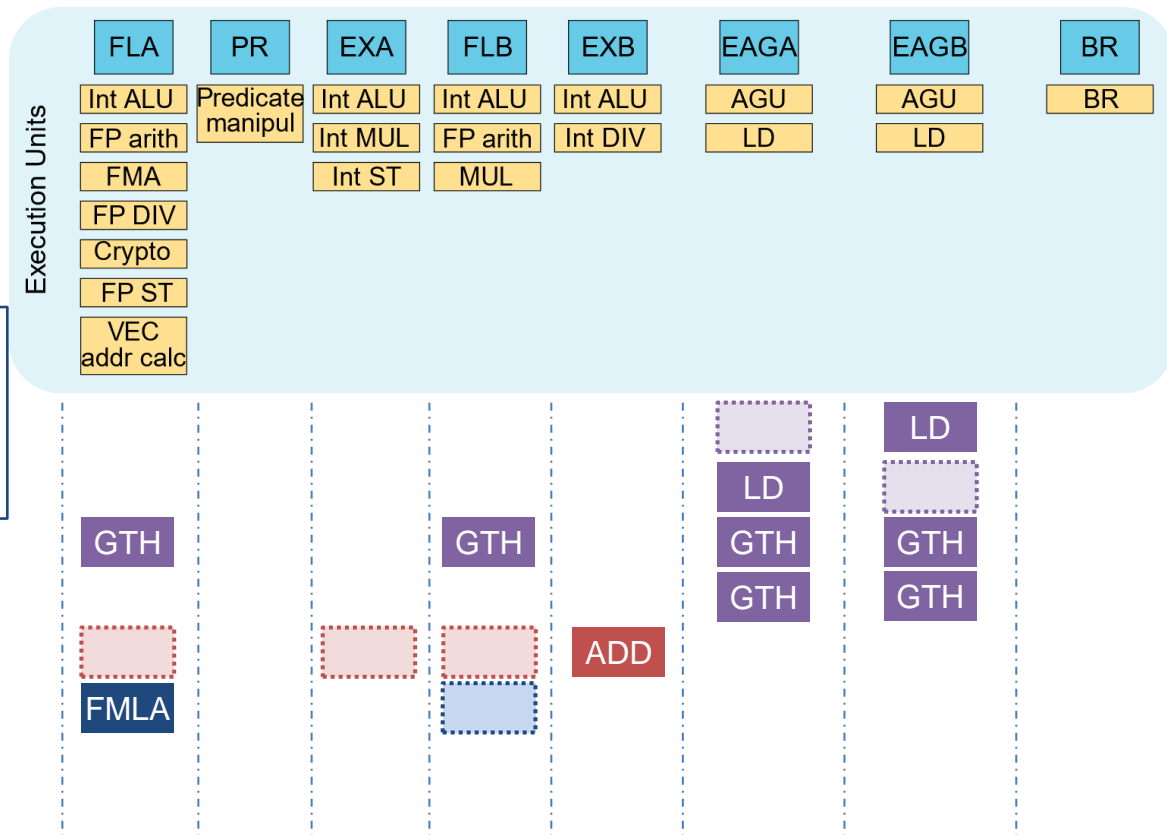 FLA PR EXA FLB EXB EAGA EAGB BR
Execution Units
Int ALU Predicate manipul Int ALU Int ALU Int ALU AGU AGU BR
FP arith Int MUL FP arith Int DIV LD LD
FMA Int ST MUL
FP DIV
Crypto
FP ST
VEC
addr calc
LD
LD
GTH GTH GTH GTH
GTH GTH
ADD
FMLA